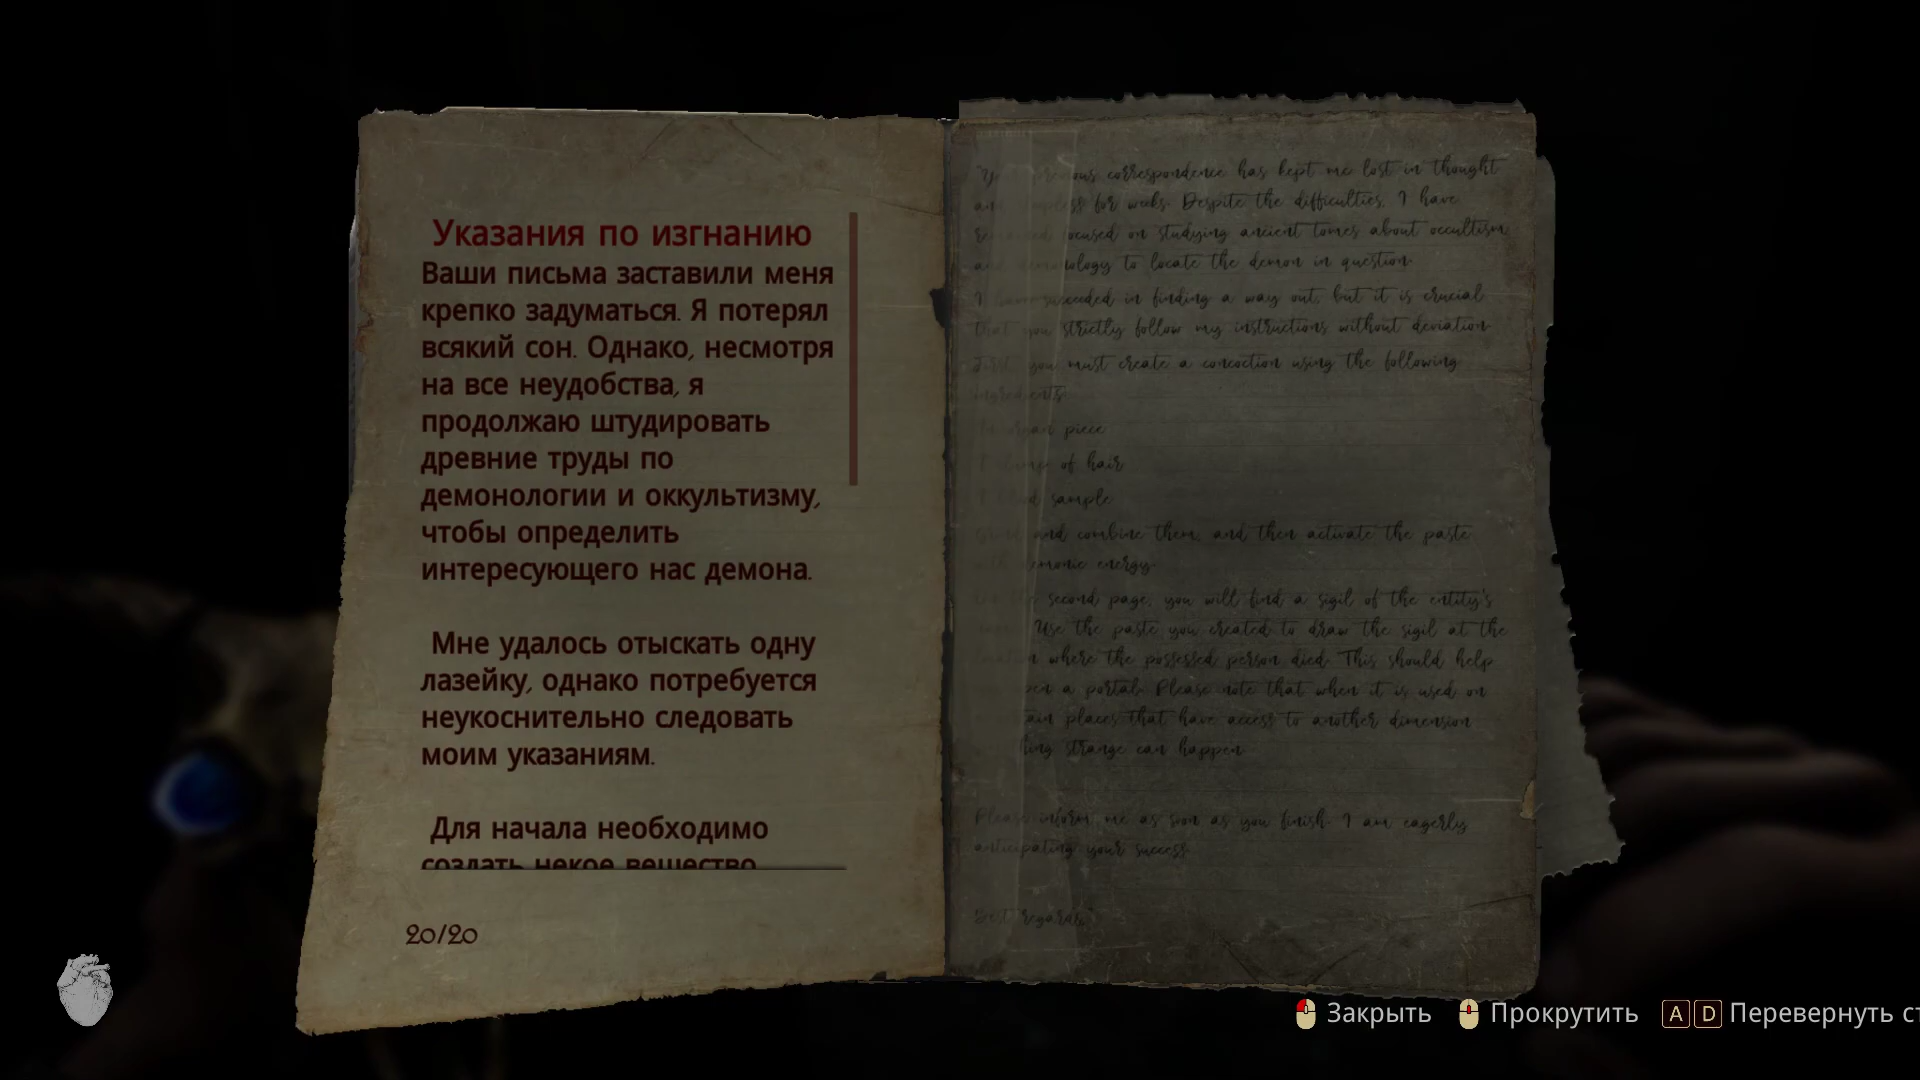 Указания по изгнанию
Ваши письма заставили меня
крепко задуматься. Я потерял
всякий сон. Однако, несмотря
на все неудобства, я
продолжаю штудировать
древние труды по
демонологии и оккультизму,
чтобы определить
интересующего нас демона.
Мне удалось отыскать одну
лазейку, однако потребуется
неукоснительно следовать
моим указаниям.
Для начала необходимо
создать некое вещество
20/20
correspondence has kept me lost in thought
for weeks. Despite the difficulties, I have
focused on studying ancient tomes about occultism
to locate the demon in question.
I succeeded in finding a way out, but it is crucial
that you strictly follow my instructions without deviation.
First, you must create a concoction using the following
ingredients:
piece
of hair
sample
and combine them, and then activate the paste
energy.
second page, you will find a sigil of the entity's
Use the paste you created to draw the sigil at the
where the possessed person died. This should help
a portal. Please note that when it is used on
places that have access to another dimension
strange can happen
Please inform me as soon as you finish. I am eagerly
anticipating your success.
Best regards,
Закрыть Прокрутить A D Перевернуть ст